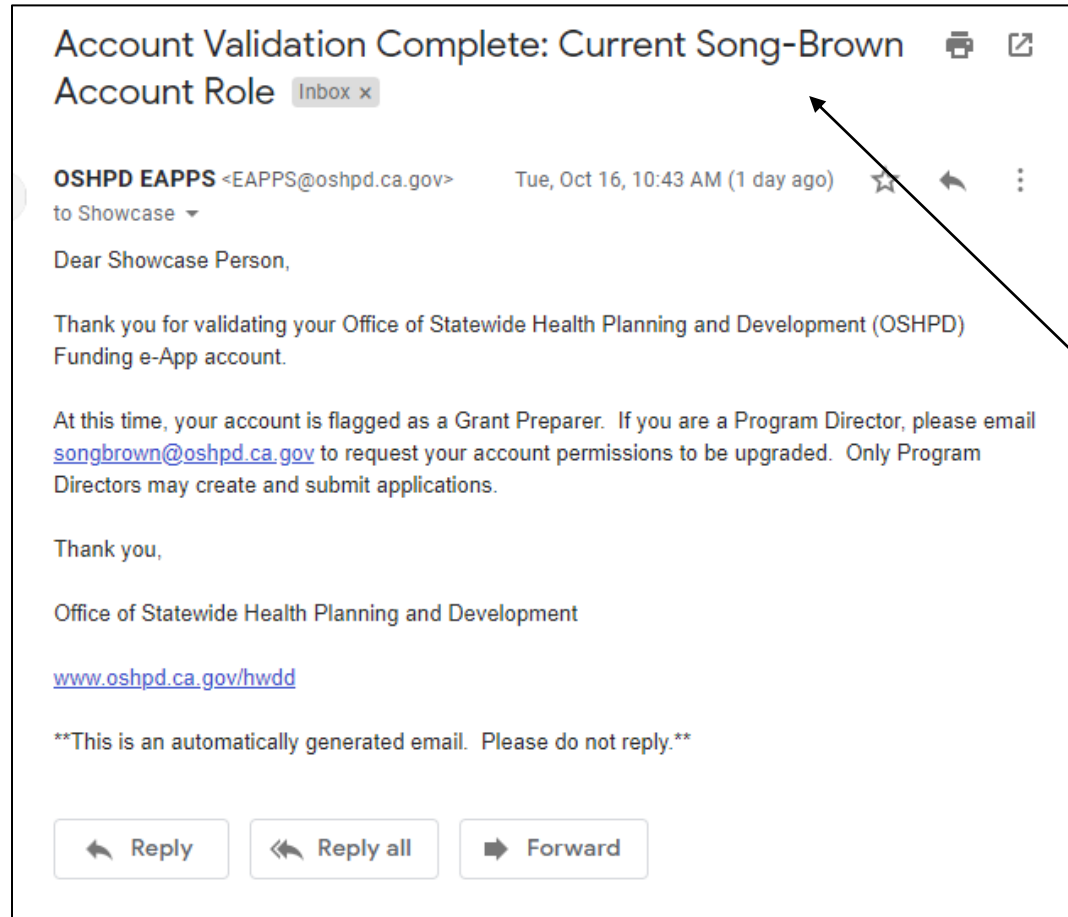 Account Validation Complete: Current Song-Brown
Account Role Inbox x
OSHPD EAPPS <EAPPS@oshpd.ca.gov> Tue, Oct 16, 10:43 AM (1 day ago)
to Showcase
Dear Showcase Person,
Thank you for validating your Office of Statewide Health Planning and Development (OSHPD)
Funding e-App account.
At this time, your account is flagged as a Grant Preparer.  If you are a Program Director, please email
songbrown@oshpd.ca.gov to request your account permissions to be upgraded.  Only Program
Directors may create and submit applications.
Thank you,
Office of Statewide Health Planning and Development
www.oshpd.ca.gov/hwdd
**This is an automatically generated email.  Please do not reply.**
Reply Reply all Forward